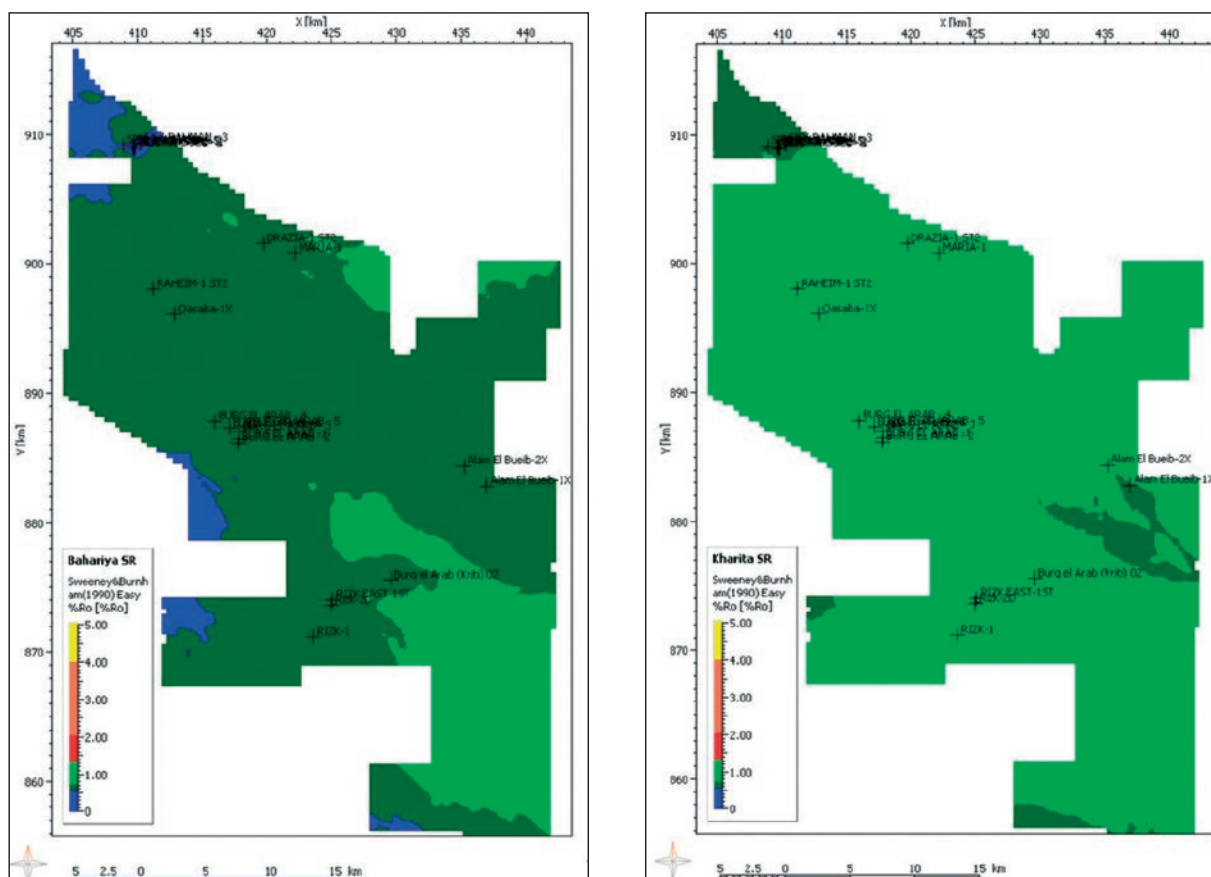 X [km]
405 410 415 420 425 430 435 440
910
900
890
880
870
860
Y [km]
DRAZIA-1 ST2
MARIA-1
RAHEIM-1 ST2
Qasaba-1X
BURG EL ARAB-4
Alam El Bueib-2X
Alam El Bueib-1X
Burg el Arab (Kriti) 02
RIZK EAST-1ST
RIZK-1
Bahariya SR
Sweeney&Burnh
am(1990) Easy
%Ro [%Ro]
5.00
4.00
3.00
2.00
1.00
0
5 2.5 0 5 10 15 km
X [km]
405 410 415 420 425 430 435 440
910
900
890
880
870
860
Y [km]
DRAZIA-1 ST2
MARIA-1
RAHEIM-1 ST2
Qasaba-1X
BURG EL ARAB-4
Alam El Bueib-2X
Alam El Bueib-1X
Burg el Arab (Kriti) 02
RIZK EAST-1ST
RIZK-1
Kharita SR
Sweeney&Burnh
am(1990) Easy
%Ro [%Ro]
5.00
4.00
3.00
2.00
1.00
0
5 2.5 0 5 10 15 km